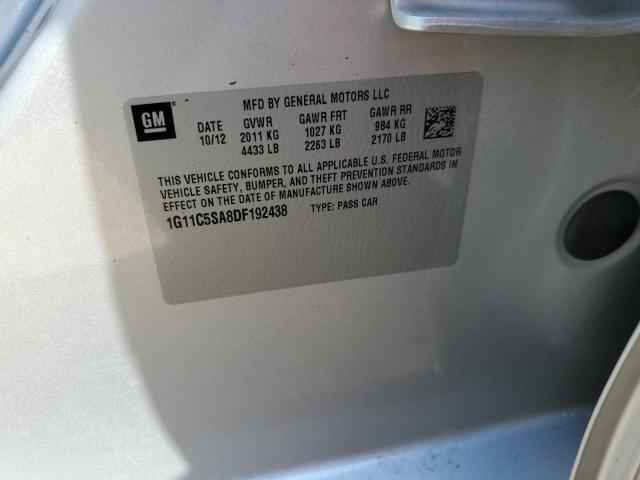 GM
MFD BY GENERAL MOTORS LLC
DATE GVWR GAWR FRT GAWR RR
10/12 2011 KG 1027 KG 984 KG
4433 LB 2263 LB 2170 LB
THIS VEHICLE CONFORMS TO ALL APPLICABLE U.S. FEDERAL MOTOR
VEHICLE SAFETY, BUMPER, AND THEFT PREVENTION STANDARDS IN
EFFECT ON THE DATE OF MANUFACTURE SHOWN ABOVE.
1G11C5SA8DF192438 TYPE: PASS CAR